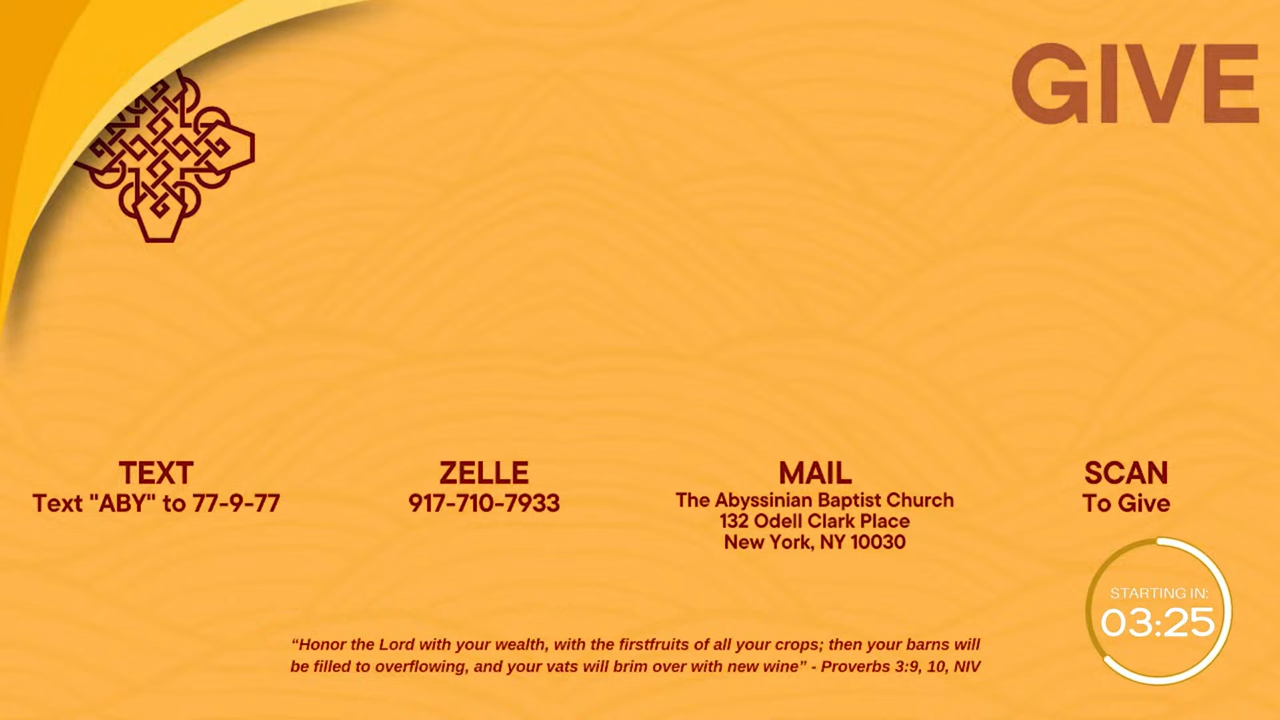 GIVE
TEXT
Text "ABY" to 77-9-77
ZELLE
917-710-7933
MAIL
The Abyssinian Baptist Church
132 Odell Clark Place
New York, NY 10030
SCAN
To Give
STARTING IN:
03:25
“Honor the Lord with your wealth, with the firstfruits of all your crops; then your barns will
be filled to overflowing, and your vats will brim over with new wine” - Proverbs 3:9, 10, NIV